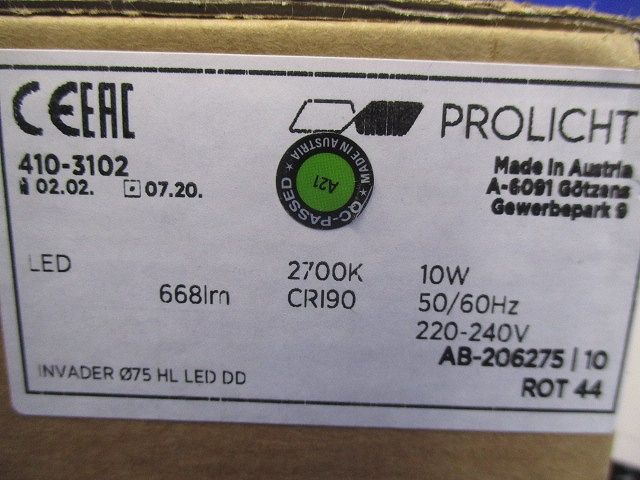 CE EAC
PROLICHT
410-3102
02.02. 07.20.
MADE IN AUSTRIA
QC-PASSED
A21
Made in Austria
A-6091 Götzens
Gewerbepark 9
LED
668lm
2700K
CRI90
10W
50/60Hz
220-240V
AB-206275 | 10
ROT 44
INVADER Ø75 HL LED DD